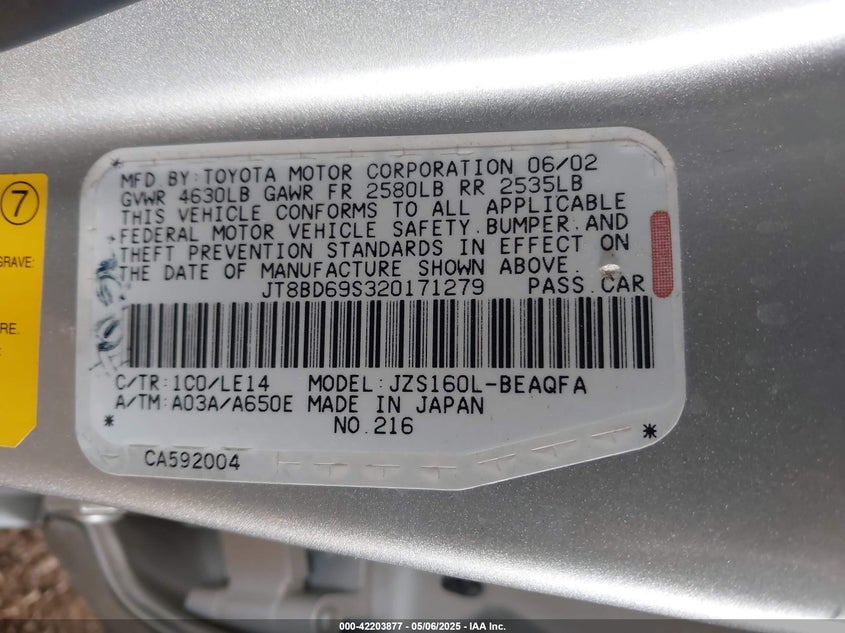 MFD BY: TOYOTA MOTOR CORPORATION 06/02
GVWR 4630LB GAWR FR 2580LB RR 2535LB
THIS VEHICLE CONFORMS TO ALL APPLICABLE
FEDERAL MOTOR VEHICLE SAFETY. BUMPER. AND
THEFT PREVENTION STANDARDS IN EFFECT ON
THE DATE OF MANUFACTURE SHOWN ABOVE.
JT8BD69S320171279 PASS. CAR
C/TR: 1C0/LE14 MODEL: JZS160L-BEAQFA
A/TM: A03A/A650E MADE IN JAPAN
NO. 216
CA592004
7
GRAVE:
RE.
000-42203877 — 05/06/2025 — IAA Inc.